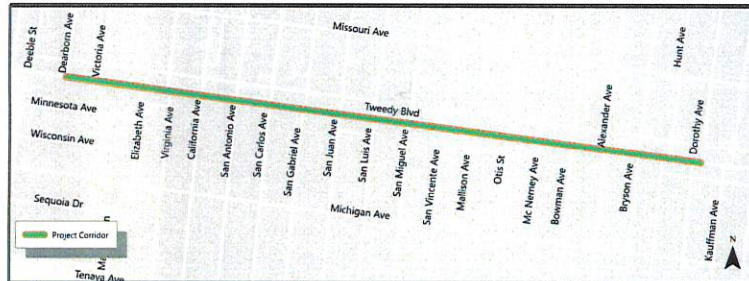 Deeble St
Dearborn Ave
Victoria Ave
Missouri Ave
Hunt Ave
Minnesota Ave
Wisconsin Ave
Elizabeth Ave
Virginia Ave
California Ave
San Antonio Ave
San Carlos Ave
San Gabriel Ave
San Juan Ave
San Luis Ave
San Miguel Ave
San Vincente Ave
Mallison Ave
Otis St
Mc Nerney Ave
Bowman Ave
Tweedy Blvd
Alexander Ave
Bryson Ave
Dorothy Ave
Kauffman Ave
Sequoia Dr
Michigan Ave
Project Corridor
Tenaya Ave
N